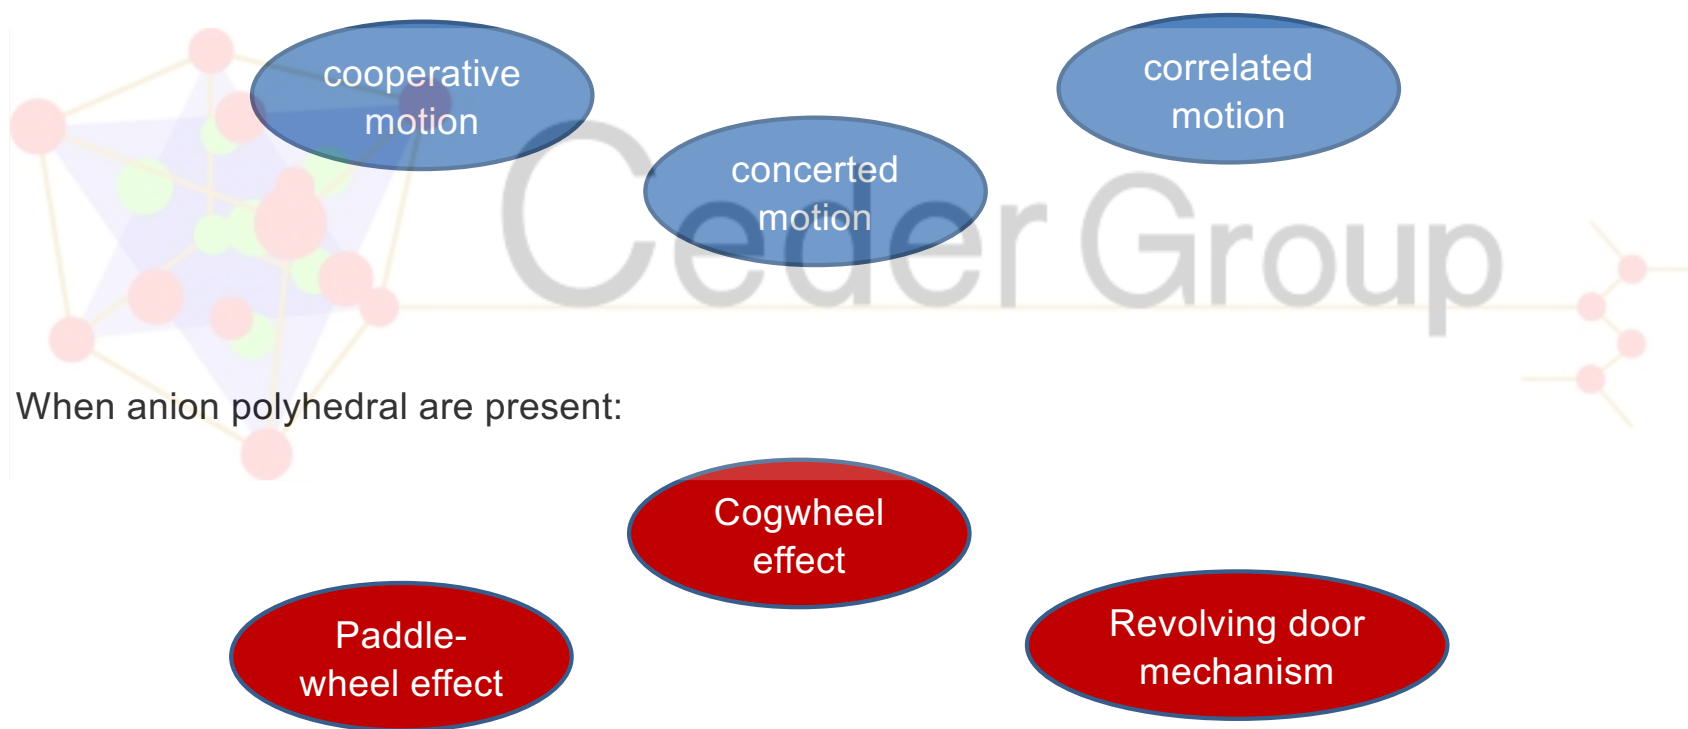 cooperative
motion
correlated
motion
concerted
motion
Ceder Group
When anion polyhedral are present:
Cogwheel
effect
Paddle-
wheel effect
Revolving door
mechanism